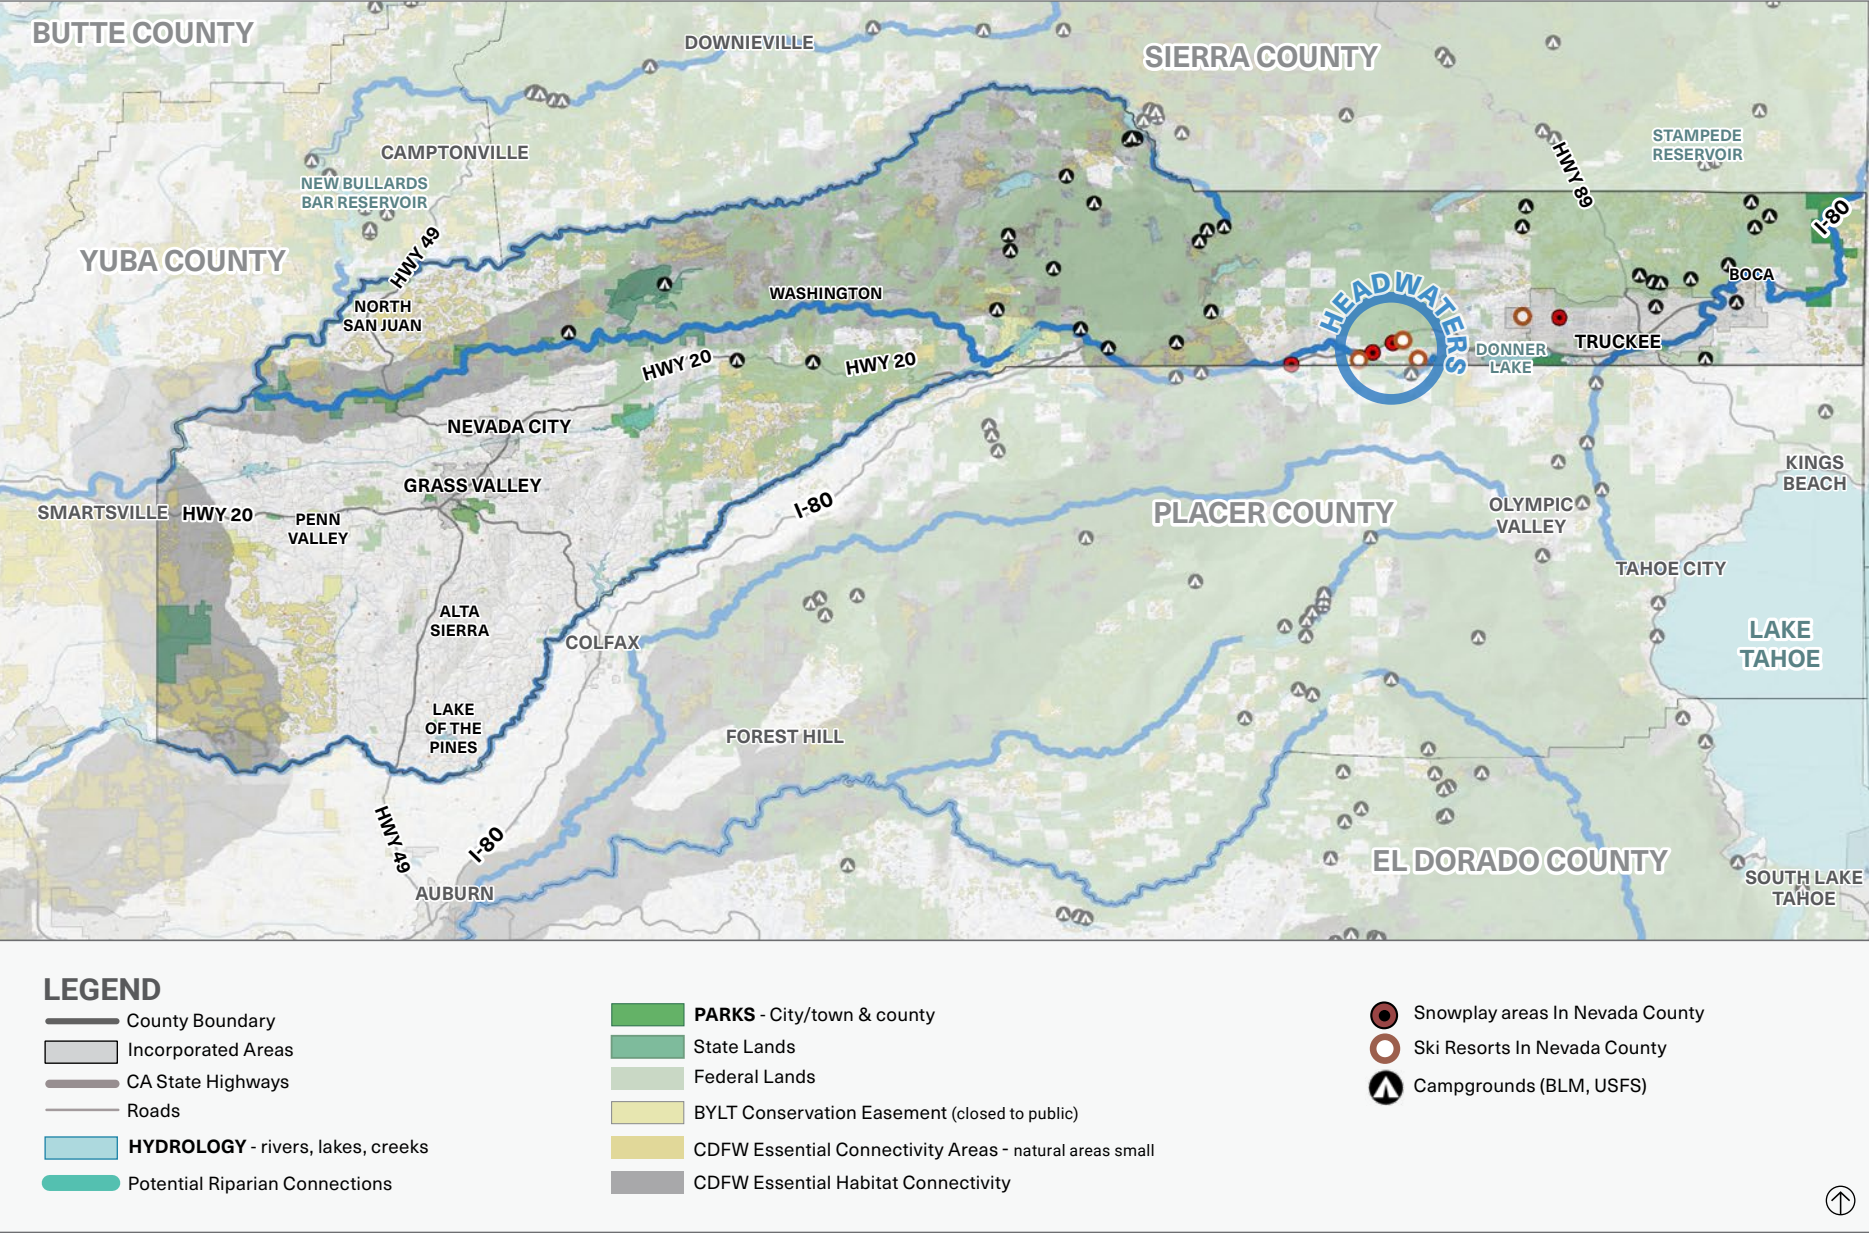 BUTTE COUNTY
DOWNIEVILLE
SIERRA COUNTY
CAMPTONVILLE
STAMPEDE
RESERVOIR
HWY 89
NEW BULLARDS
BAR RESERVOIR
I-80
HWY 49
YUBA COUNTY
NORTH
SAN JUAN
WASHINGTON
BOCA
HEADWATERS
TRUCKEE
DONNER
LAKE
HWY 20
HWY 20
NEVADA CITY
GRASS VALLEY
KINGS
BEACH
SMARTSVILLE
HWY 20
PENN
VALLEY
I-80
PLACER COUNTY
OLYMPIC
VALLEY
TAHOE CITY
ALTA
SIERRA
COLFAX
LAKE
TAHOE
LAKE
OF THE
PINES
FOREST HILL
HWY 49
I-80
AUBURN
EL DORADO COUNTY
SOUTH LAKE
TAHOE
LEGEND
County Boundary
Incorporated Areas
CA State Highways
Roads
HYDROLOGY - rivers, lakes, creeks
Potential Riparian Connections
PARKS - City/town & county
State Lands
Federal Lands
BYLT Conservation Easement (closed to public)
CDFW Essential Connectivity Areas - natural areas small
CDFW Essential Habitat Connectivity
Snowplay areas In Nevada County
Ski Resorts In Nevada County
Campgrounds (BLM, USFS)